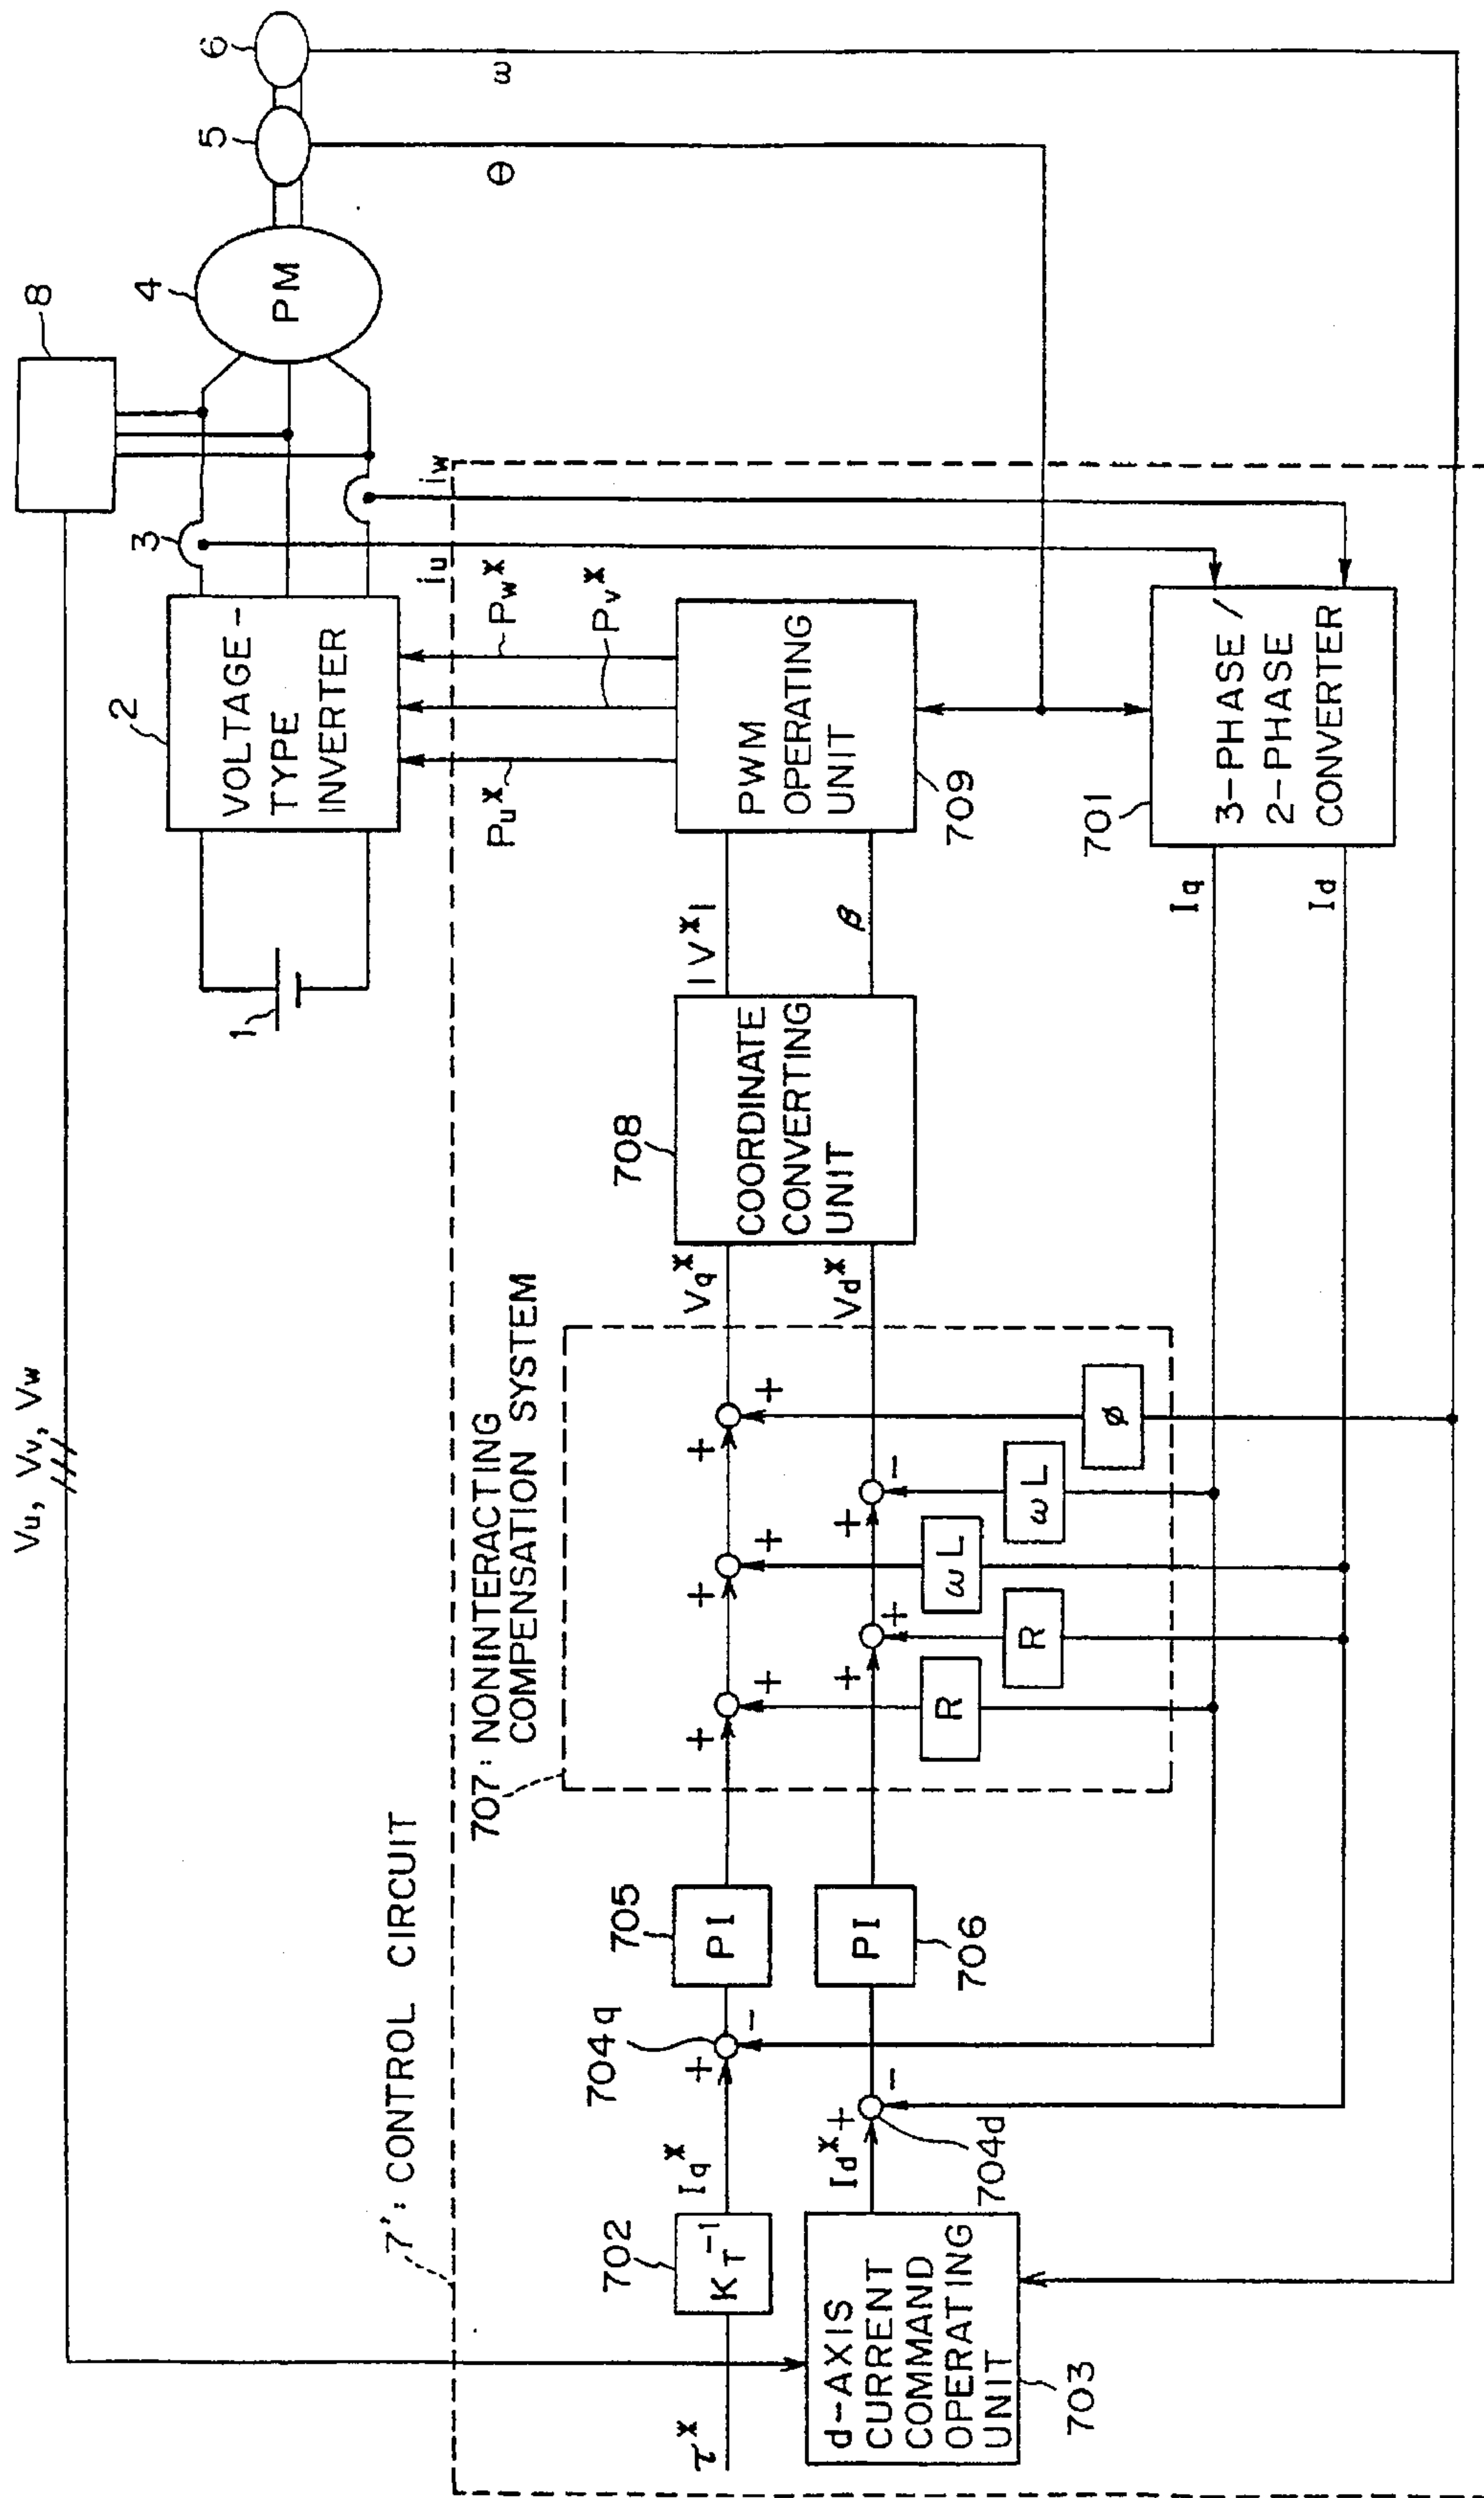 Vu, Vv, Vw
8
1
2
VOLTAGE-
TYPE
INVERTER
3
4
PM
5
6
iu
iw
θ
ω
7': CONTROL CIRCUIT
Pu*
Pv*
Pw*
707: NONINTERACTING
COMPENSATION SYSTEM
τ*
702
KT⁻¹
Iq*
704q
+
-
705
PI
+
+
+
+
+
+
Vq*
708
COORDINATE
CONVERTING
UNIT
|V*|
β
PWM
OPERATING
UNIT
709
703
d-AXIS
CURRENT
COMMAND
OPERATING
UNIT
Id*
+
-
704d
PI
706
+
+
+
-
Vd*
R
R
ωL
ωL
φ
Iq
Id
701
3-PHASE/
2-PHASE
CONVERTER